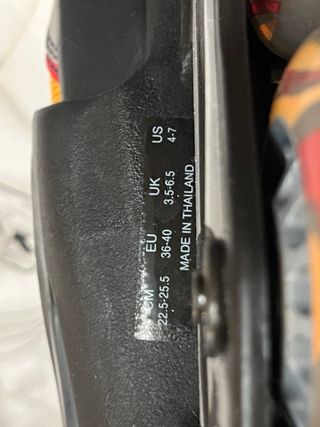 US UK EU CM
4-7 3.5-6.5 36-40 22.5-25.5
MADE IN THAILAND